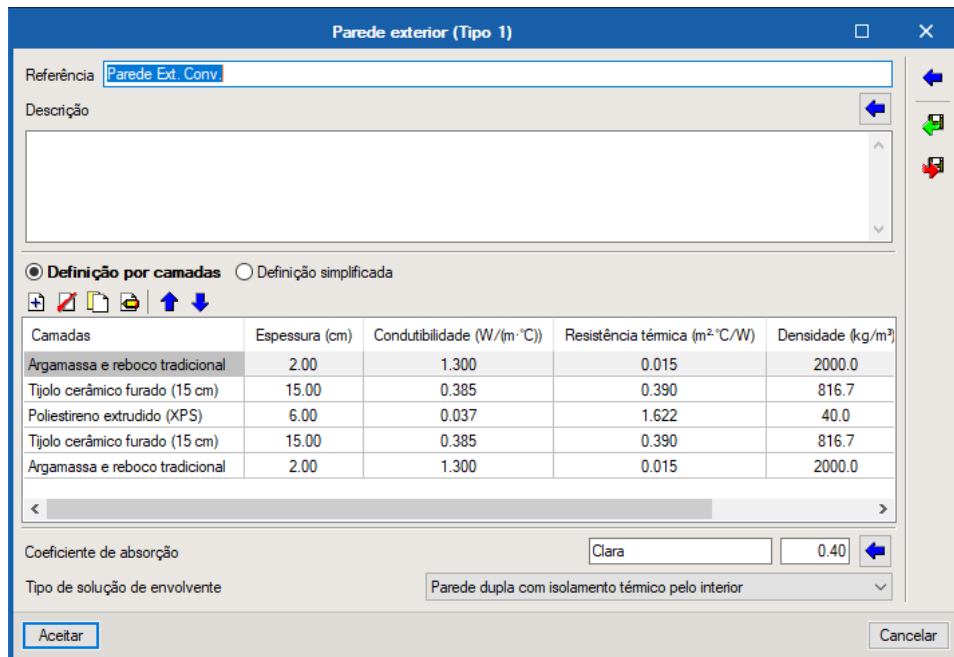 Parede exterior (Tipo 1)
Referência Parede Ext. Conv.
Descrição
Definição por camadas Definição simplificada
Camadas Espessura (cm) Condutibilidade (W/(m·°C)) Resistência térmica (m²·°C/W) Densidade (kg/m³)
Argamassa e reboco tradicional 2.00 1.300 0.015 2000.0
Tijolo cerâmico furado (15 cm) 15.00 0.385 0.390 816.7
Poliestireno extrudido (XPS) 6.00 0.037 1.622 40.0
Tijolo cerâmico furado (15 cm) 15.00 0.385 0.390 816.7
Argamassa e reboco tradicional 2.00 1.300 0.015 2000.0
Coeficiente de absorção Clara 0.40
Tipo de solução de envolvente Parede dupla com isolamento térmico pelo interior
Aceitar Cancelar